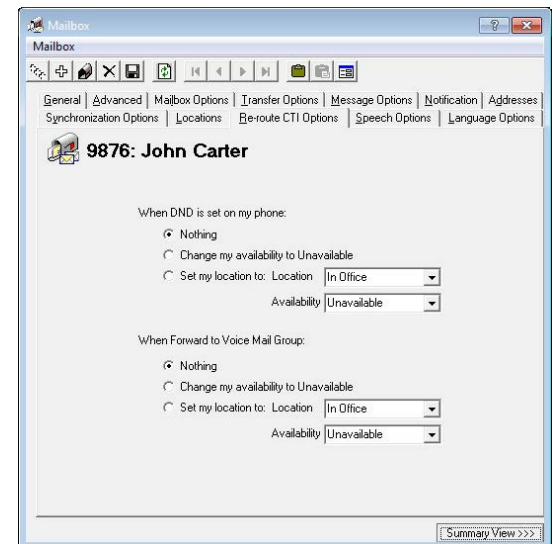 Mailbox
Mailbox
General Advanced Mailbox Options Transfer Options Message Options Notification Addresses
Synchronization Options Locations Re-route CTI Options Speech Options Language Options
9876: John Carter
When DND is set on my phone:
Nothing
Change my availability to Unavailable
Set my location to: Location In Office
Availability Unavailable
When Forward to Voice Mail Group:
Nothing
Change my availability to Unavailable
Set my location to: Location In Office
Availability Unavailable
Summary View >>>